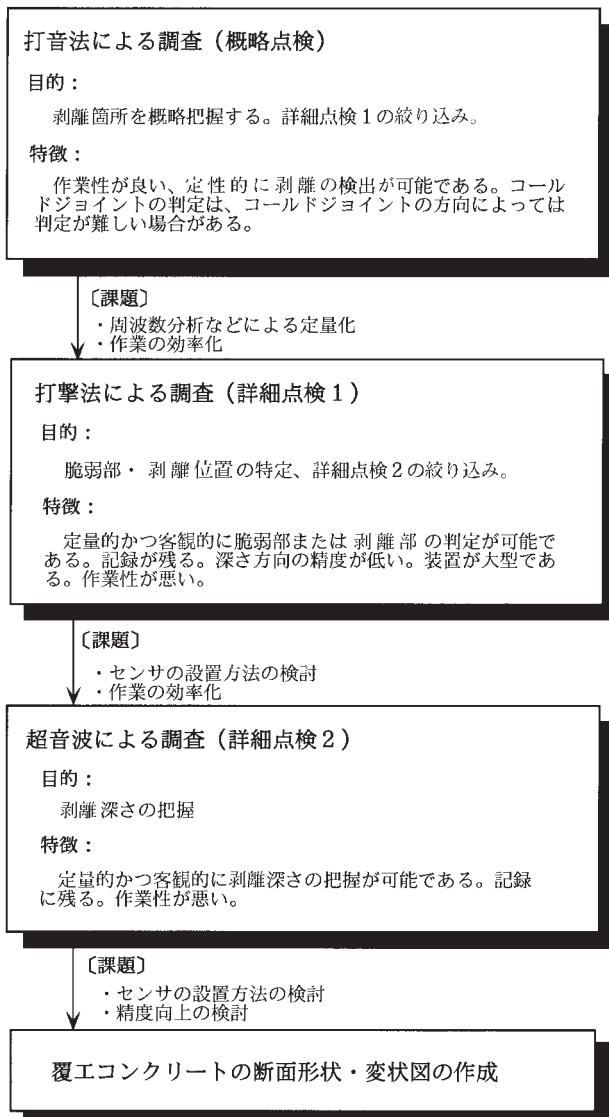 打音法による調査(概略点検)
目的:
剥離箇所を概略把握する。詳細点検1の絞り込み。
特徴:
作業性が良い、定性的に剥離の検出が可能である。コール
ドジョイントの判定は、コールドジョイントの方向によっては
判定が難しい場合がある。
〔課題〕
・周波数分析などによる定量化
・作業の効率化
打撃法による調査(詳細点検1)
目的:
脆弱部・剥離位置の特定、詳細点検2の絞り込み。
特徴:
定量的かつ客観的に脆弱部または剥離部の判定が可能で
ある。記録が残る。深さ方向の精度が低い。装置が大型であ
る。作業性が悪い。
〔課題〕
・センサの設置方法の検討
・作業の効率化
超音波による調査(詳細点検2)
目的:
剥離深さの把握
特徴:
定量的かつ客観的に剥離深さの把握が可能である。記録
に残る。作業性が悪い。
〔課題〕
・センサの設置方法の検討
・精度向上の検討
覆工コンクリートの断面形状・変状図の作成